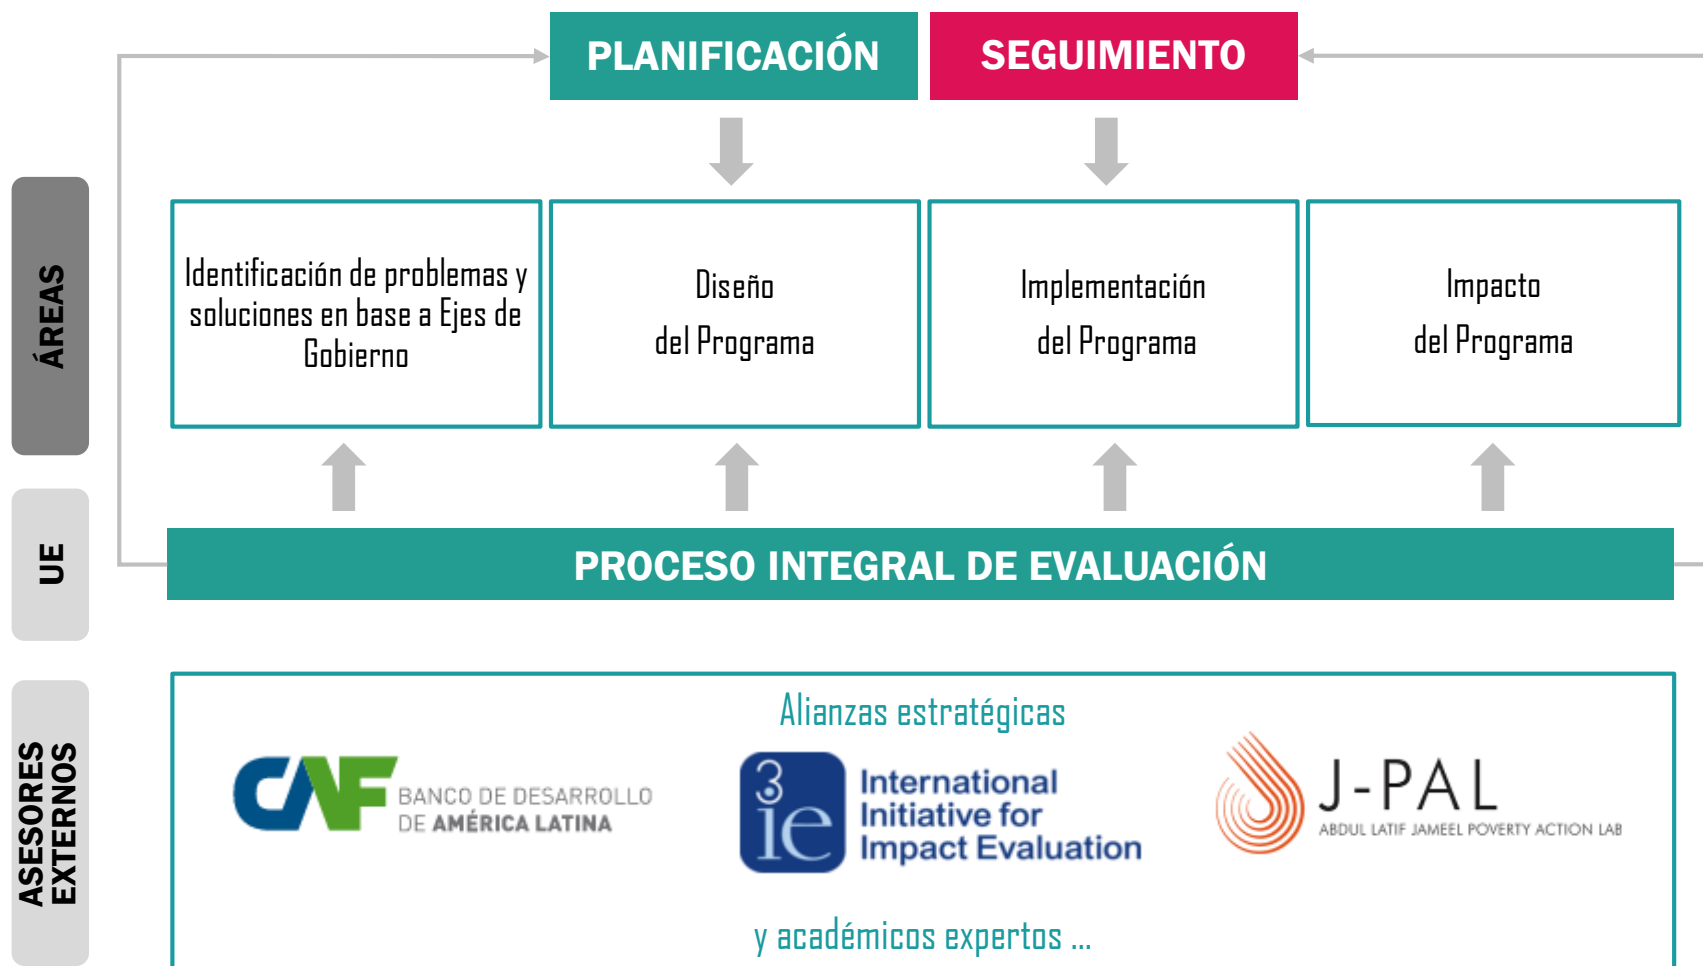 PLANIFICACIÓN
SEGUIMIENTO
ÁREAS
Identificación de problemas y
soluciones en base a Ejes de
Gobierno
Diseño
del Programa
Implementación
del Programa
Impacto
del Programa
UE
PROCESO INTEGRAL DE EVALUACIÓN
ASESORES
EXTERNOS
Alianzas estratégicas
CAF
BANCO DE DESARROLLO
DE AMÉRICA LATINA
3
ie
International
Initiative for
Impact Evaluation
J-PAL
ABDUL LATIF JAMEEL POVERTY ACTION LAB
y académicos expertos ...